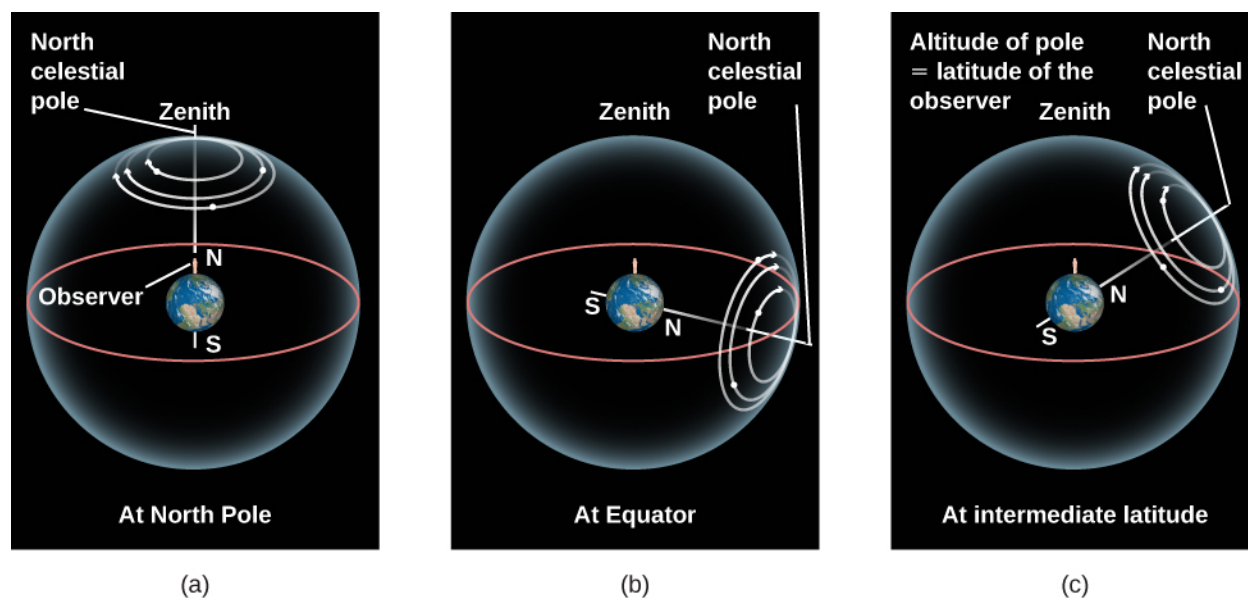 North
celestial
pole
Zenith
N
Observer
S
At North Pole
(a)
North
celestial
pole
Zenith
S
N
At Equator
(b)
Altitude of pole
= latitude of the
observer
North
celestial
pole
Zenith
N
S
At intermediate latitude
(c)